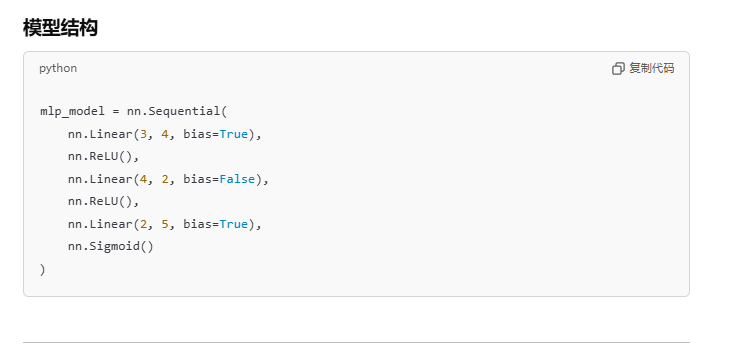 模型结构
python
复制代码
mlp_model = nn.Sequential(
    nn.Linear(3, 4, bias=True),
    nn.ReLU(),
    nn.Linear(4, 2, bias=False),
    nn.ReLU(),
    nn.Linear(2, 5, bias=True),
    nn.Sigmoid()
)